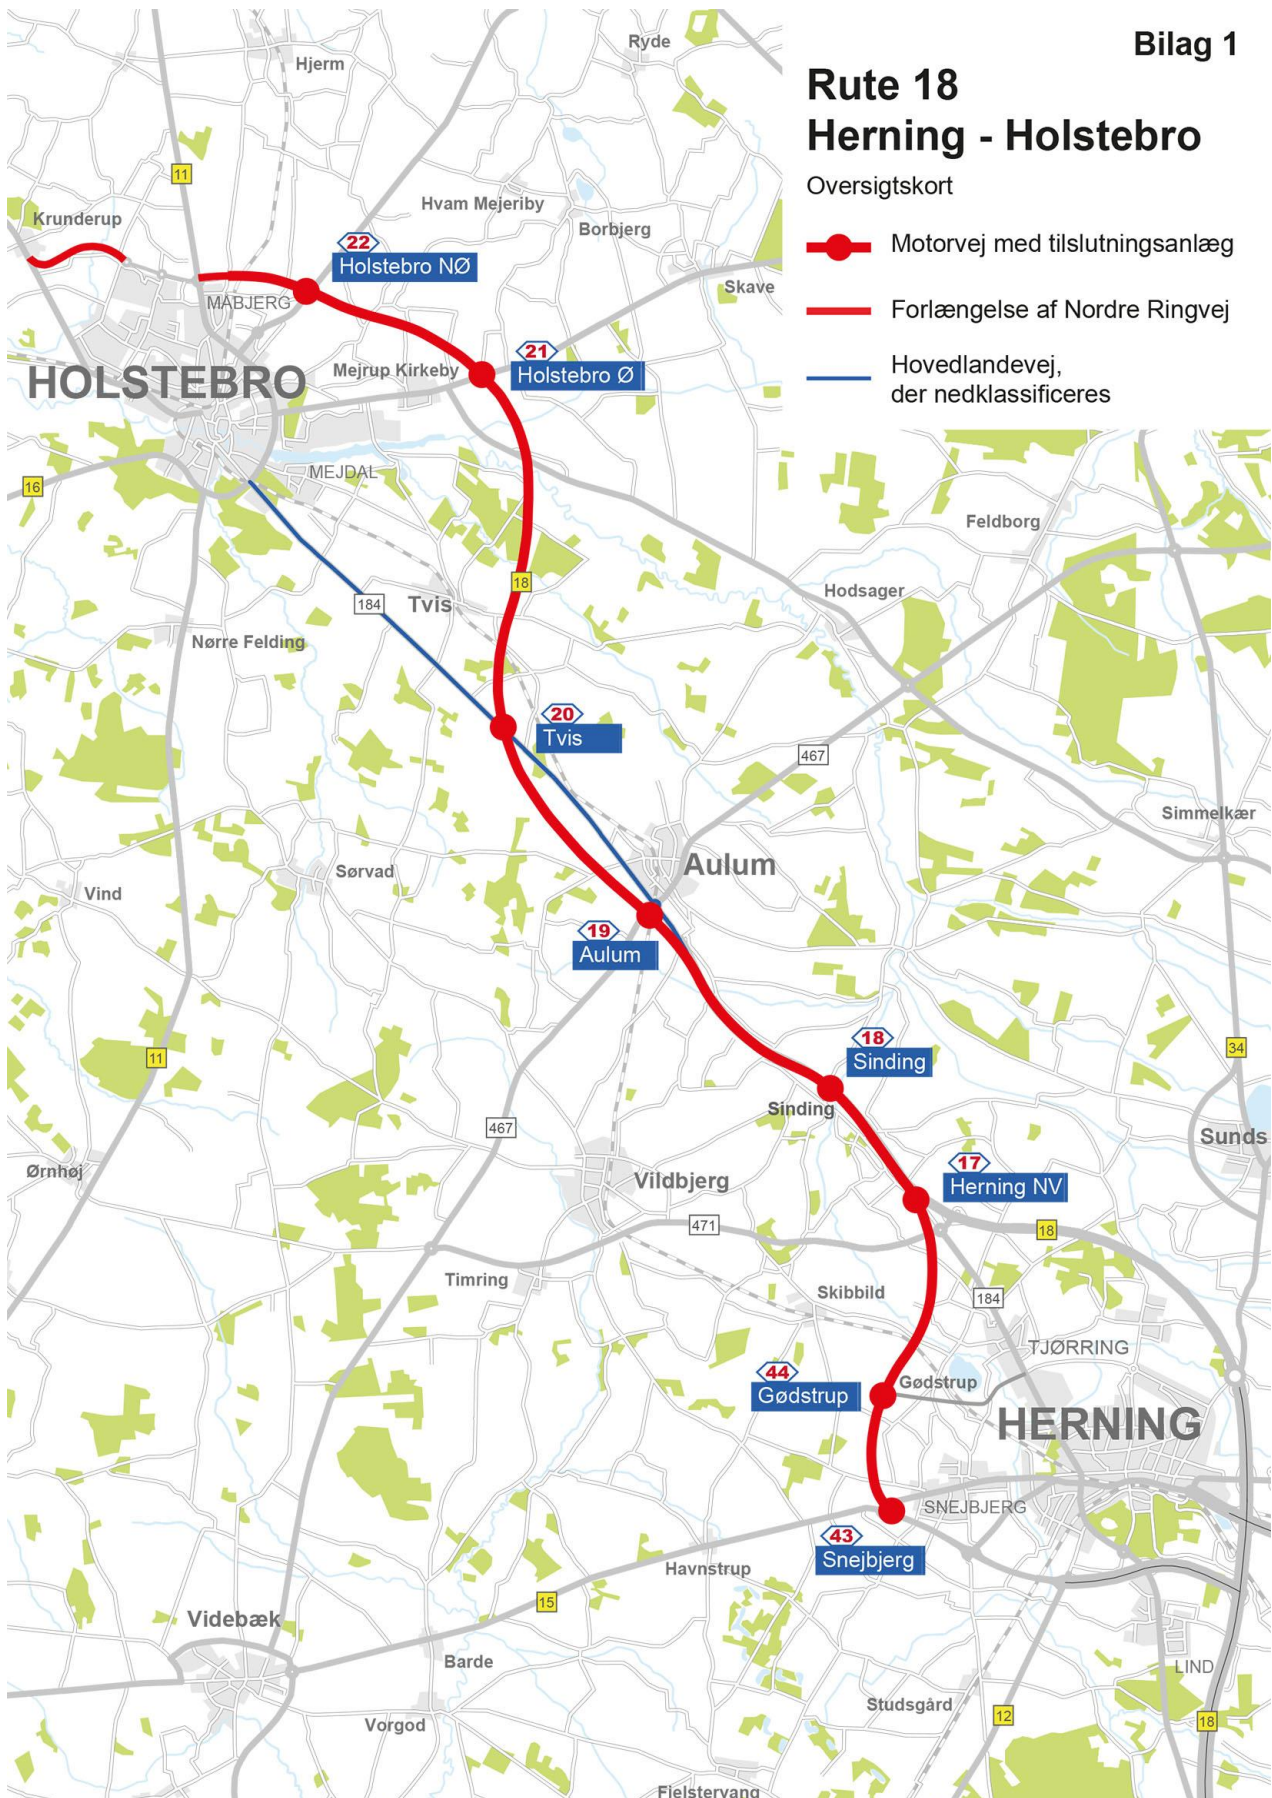 Bilag 1
Rute 18
Herning - Holstebro
Oversigtskort
Motorvej med tilslutningsanlæg
Forlængelse af Nordre Ringvej
Hovedlandevej,
der nedklassificeres
Ryde
Hjerm
11
Hvam Mejeriby
Krunderup
Borbjerg
22
Holstebro NØ
Skave
MÅBJERG
21
Holstebro Ø
Mejrup Kirkeby
HOLSTEBRO
MEJDAL
16
Feldborg
18
Hodsager
184
Tvis
Nørre Felding
20
Tvis
467
Simmelkær
Aulum
Sørvad
Vind
19
Aulum
18
Sinding
34
11
Sinding
467
Sunds
17
Herning NV
Ørnhøj
Vildbjerg
471
18
Timring
Skibbild
184
TJØRRING
44
Gødstrup
Gødstrup
HERNING
SNEJBJERG
43
Snejbjerg
Havnstrup
15
Videbæk
Barde
LIND
Studsgård
12
18
Vorgod
Fjelstervang